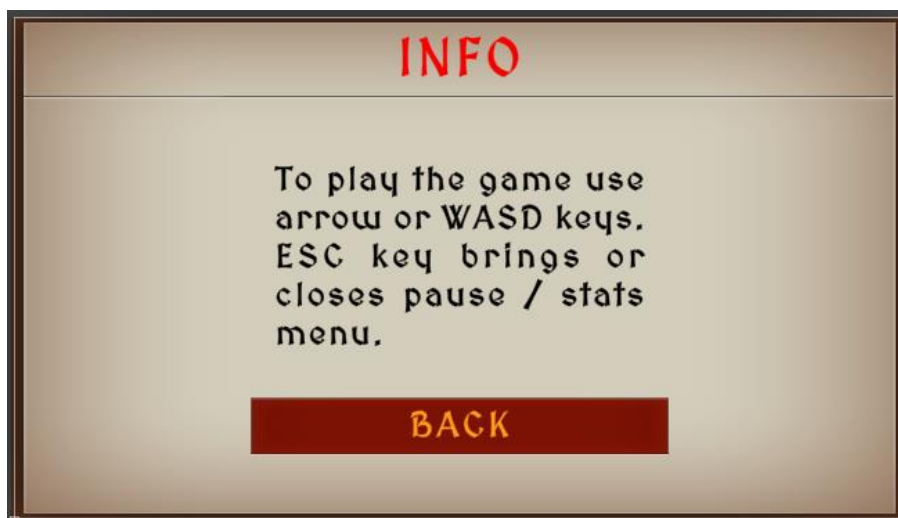 INFO
To play the game use
arrow or WASD keys.
ESC key brings or
closes pause / stats
menu.
BACK